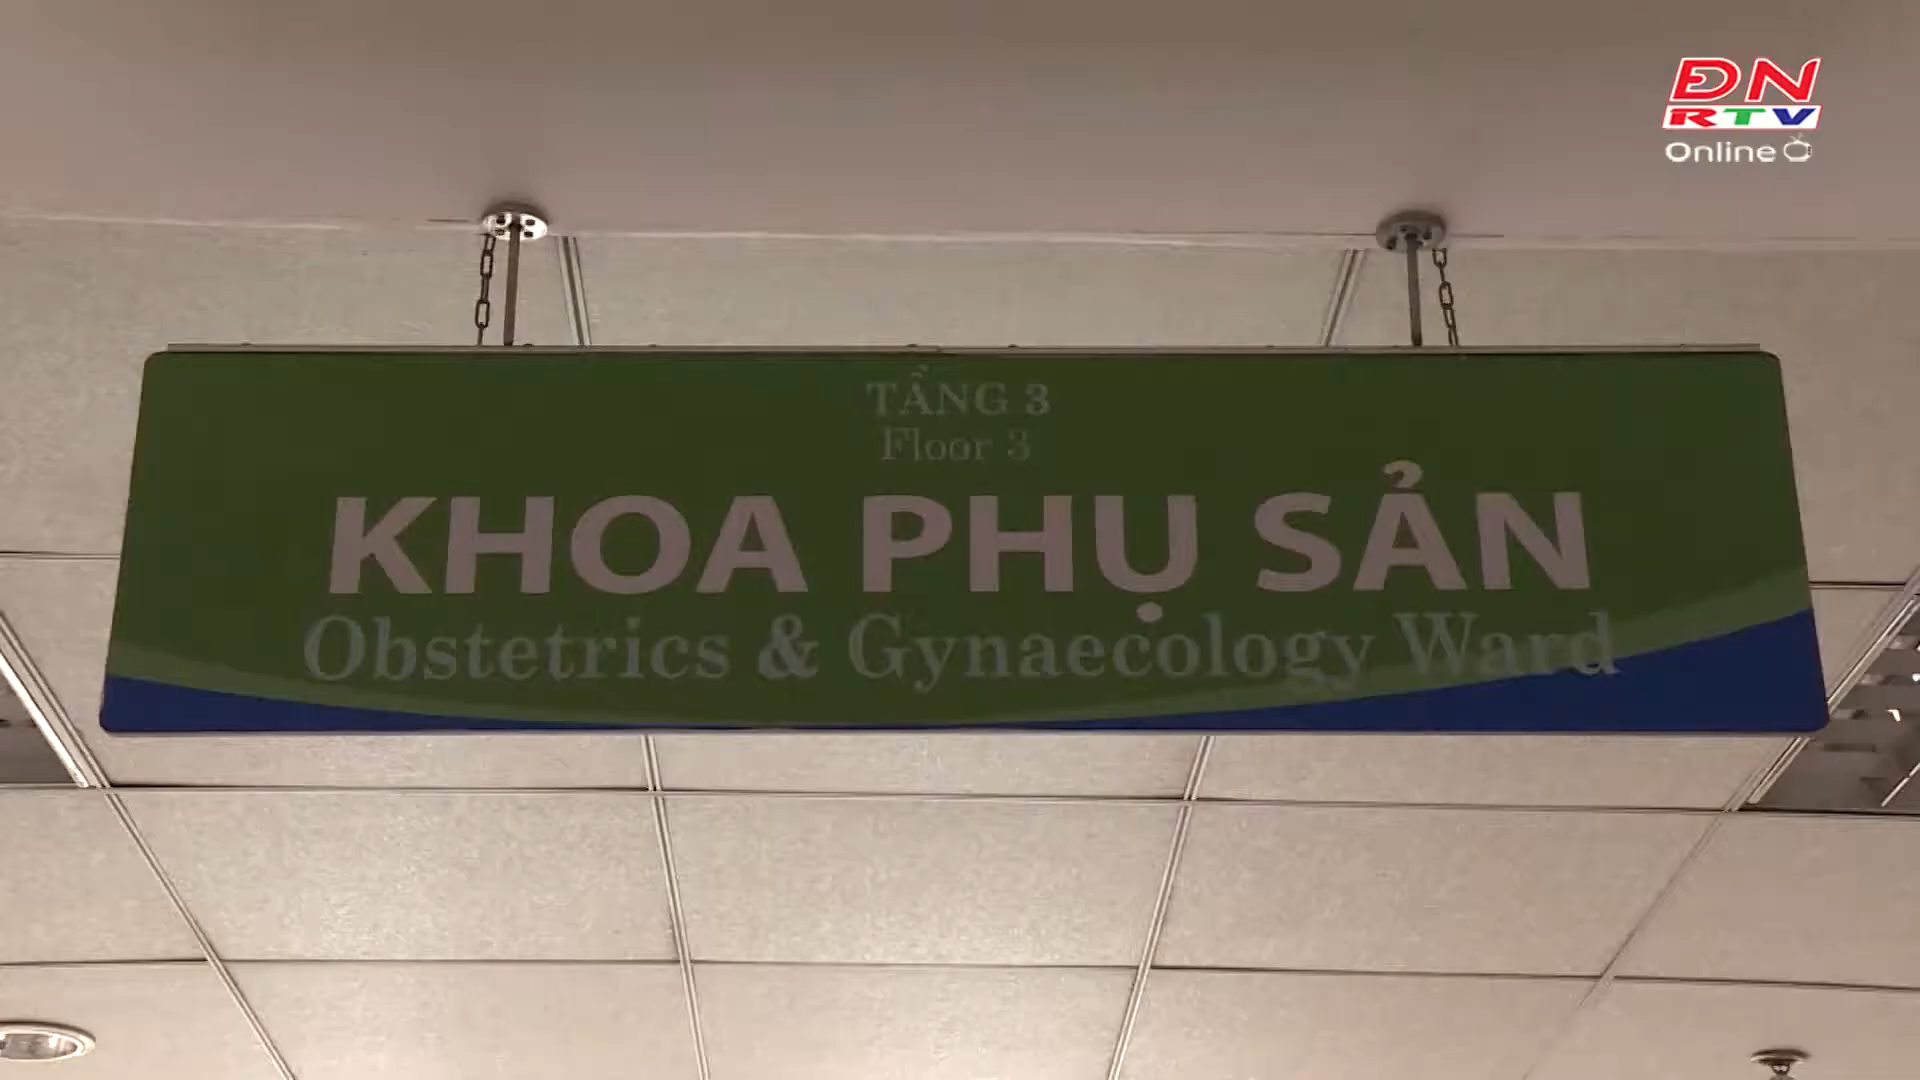 ĐN
RTV
Online
TẦNG 3
Floor 3
KHOA PHỤ SẢN
Obstetrics & Gynaecology Ward